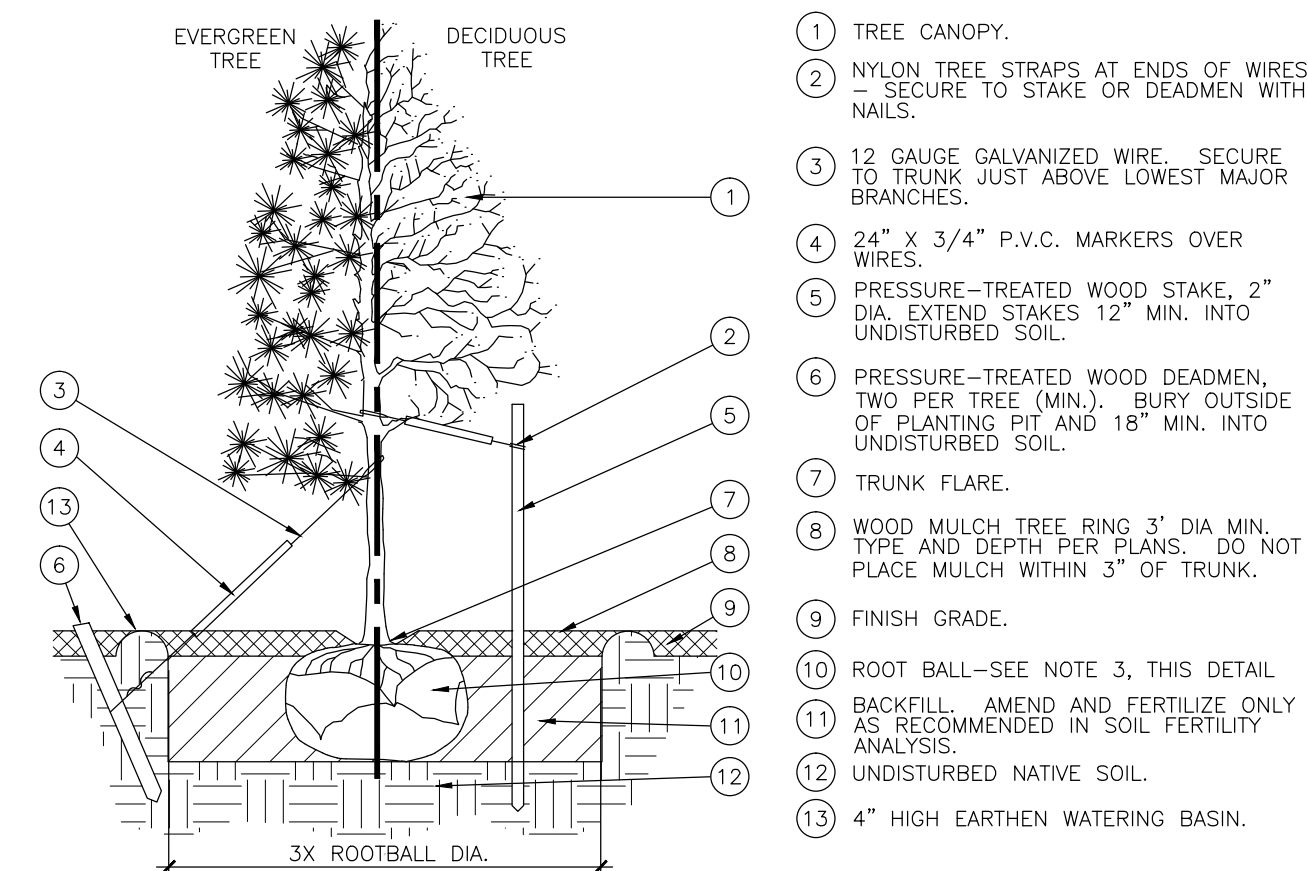 EVERGREEN
TREE
DECIDUOUS
TREE
1
2
3
5
4
7
13
8
6
9
10
11
12
3X ROOTBALL DIA.
1 TREE CANOPY.
2 NYLON TREE STRAPS AT ENDS OF WIRES
– SECURE TO STAKE OR DEADMEN WITH
NAILS.
3 12 GAUGE GALVANIZED WIRE. SECURE
TO TRUNK JUST ABOVE LOWEST MAJOR
BRANCHES.
4 24" X 3/4" P.V.C. MARKERS OVER
WIRES.
5 PRESSURE–TREATED WOOD STAKE, 2"
DIA. EXTEND STAKES 12" MIN. INTO
UNDISTURBED SOIL.
6 PRESSURE–TREATED WOOD DEADMEN,
TWO PER TREE (MIN.). BURY OUTSIDE
OF PLANTING PIT AND 18" MIN. INTO
UNDISTURBED SOIL.
7 TRUNK FLARE.
8 WOOD MULCH TREE RING 3' DIA MIN.
TYPE AND DEPTH PER PLANS. DO NOT
PLACE MULCH WITHIN 3" OF TRUNK.
9 FINISH GRADE.
10 ROOT BALL–SEE NOTE 3, THIS DETAIL
11 BACKFILL. AMEND AND FERTILIZE ONLY
AS RECOMMENDED IN SOIL FERTILITY
ANALYSIS.
12 UNDISTURBED NATIVE SOIL.
13 4" HIGH EARTHEN WATERING BASIN.